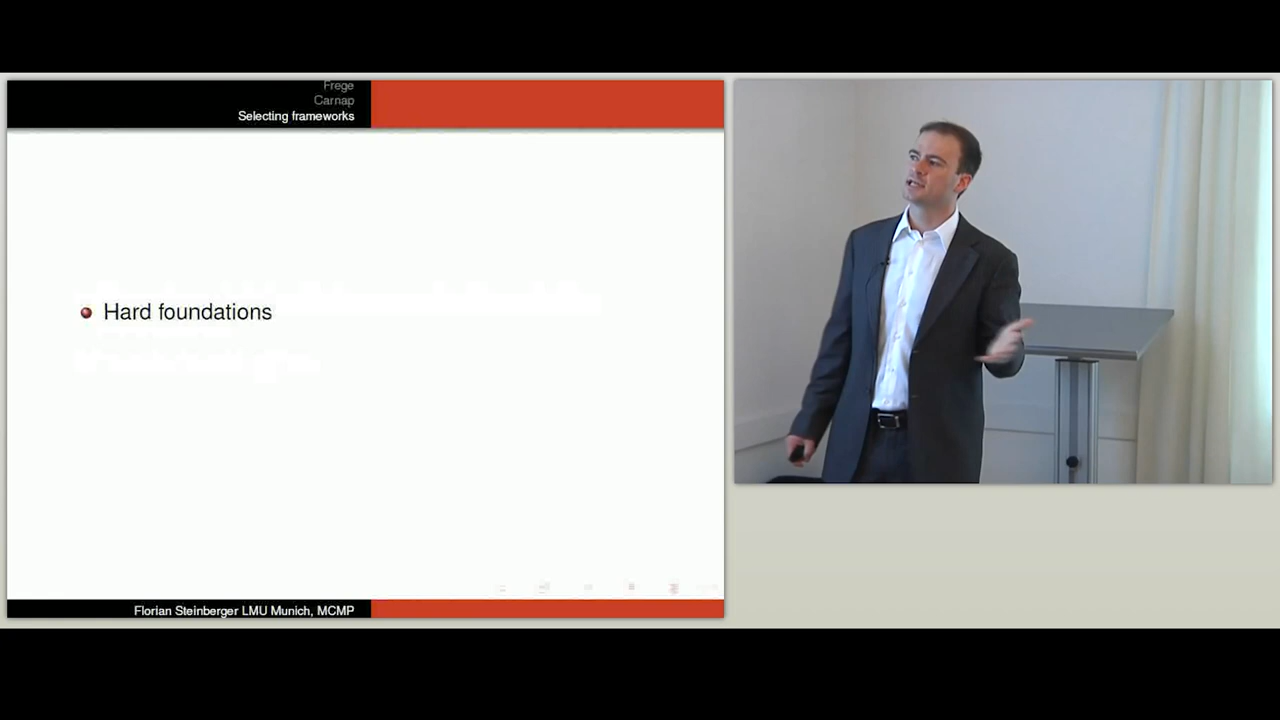 Frege
Carnap
Selecting frameworks
Hard foundations
Florian Steinberger LMU Munich, MCMP